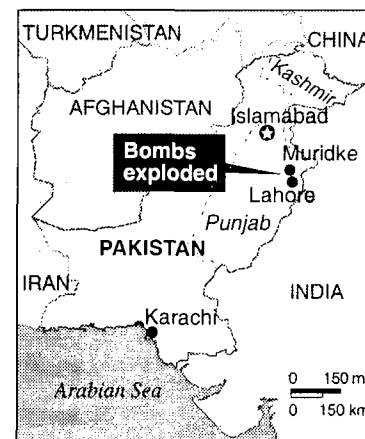 TURKMENISTAN
CHINA
Kashmir
AFGHANISTAN
Islamabad
Bombs
exploded
Muridke
Lahore
Punjab
PAKISTAN
IRAN
INDIA
Karachi
Arabian Sea
0 150 m
0 150 km